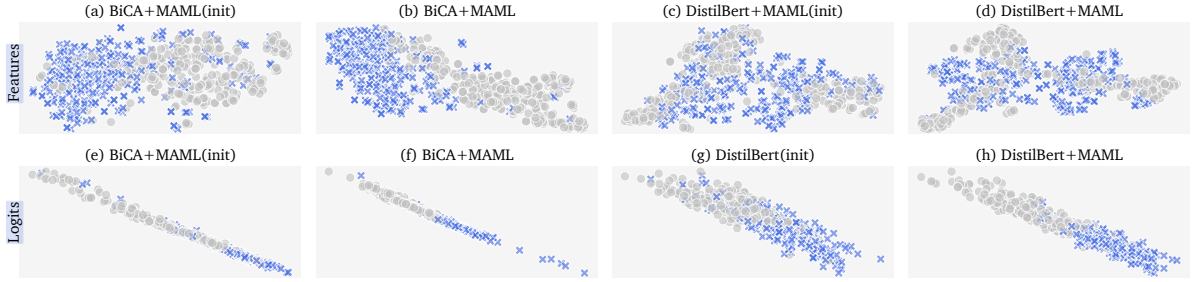 (a) BiCA+MAML(init)
(b) BiCA+MAML
(c) DistilBert+MAML(init)
(d) DistilBert+MAML
Features
(e) BiCA+MAML(init)
(f) BiCA+MAML
(g) DistilBert(init)
(h) DistilBert+MAML
Logits